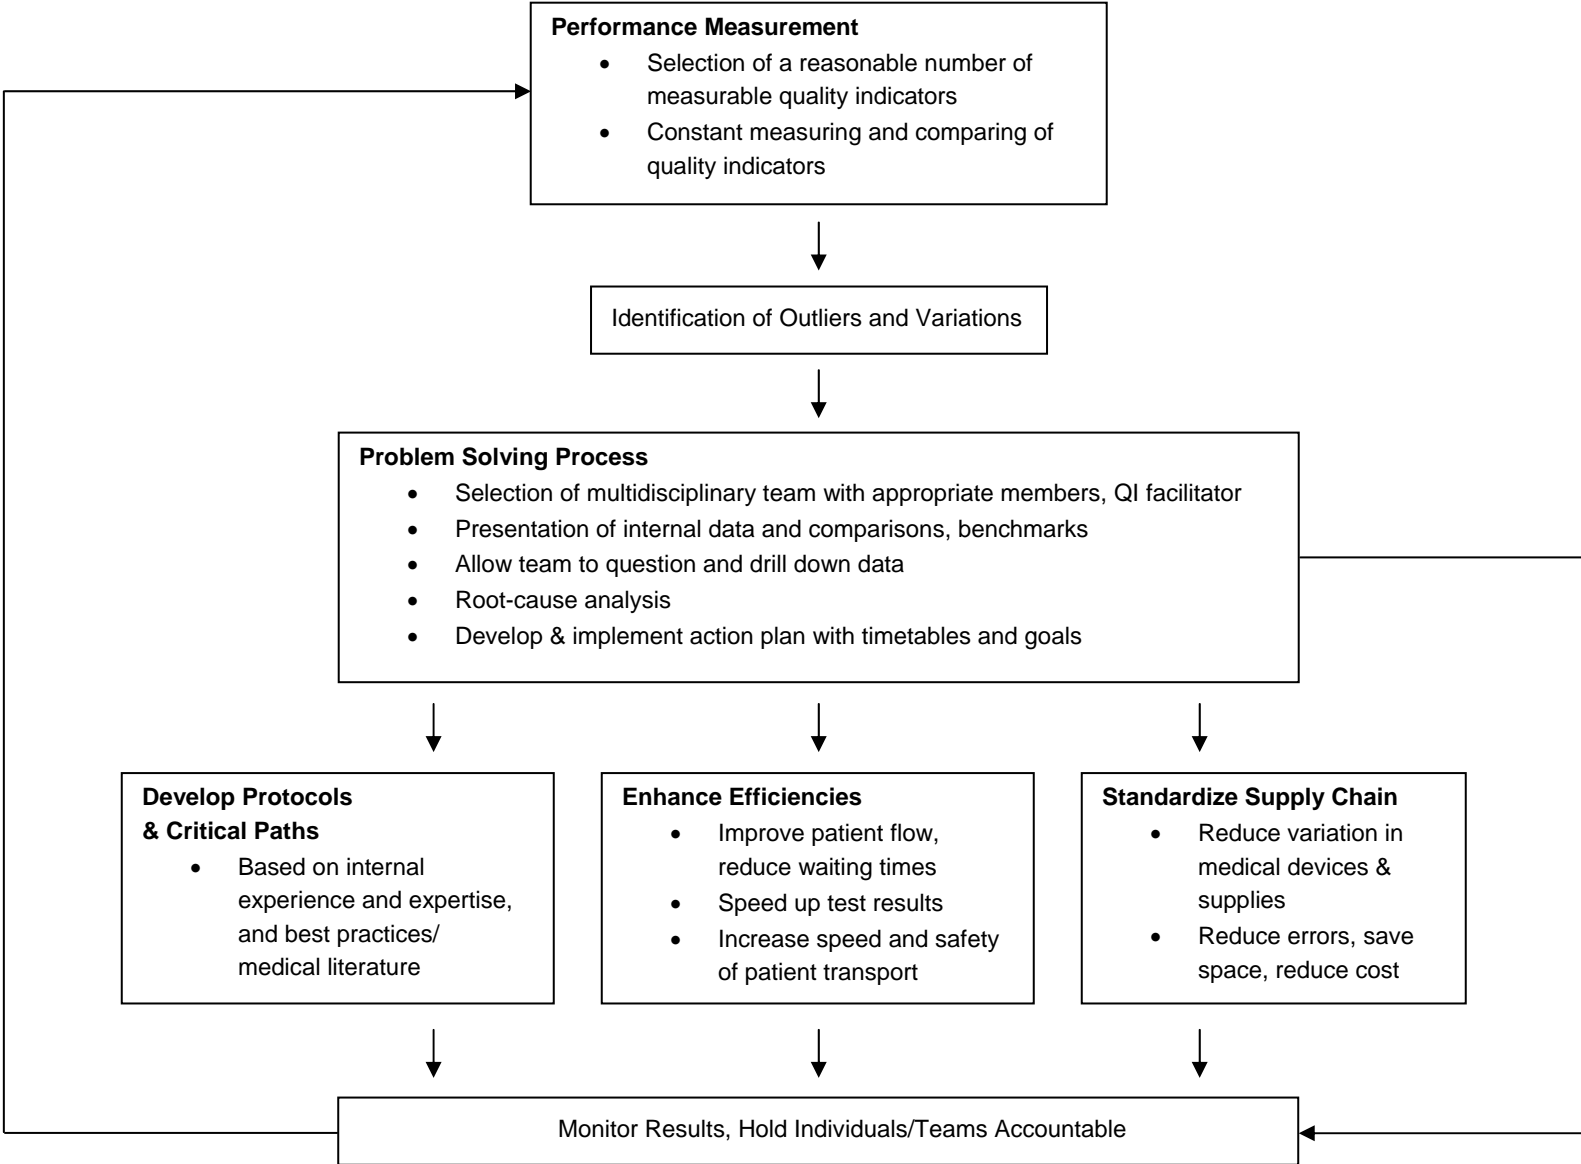 Performance Measurement
• Selection of a reasonable number of
measurable quality indicators
• Constant measuring and comparing of
quality indicators
Identification of Outliers and Variations
Problem Solving Process
• Selection of multidisciplinary team with appropriate members, QI facilitator
• Presentation of internal data and comparisons, benchmarks
• Allow team to question and drill down data
• Root-cause analysis
• Develop & implement action plan with timetables and goals
Develop Protocols
& Critical Paths
• Based on internal
experience and expertise,
and best practices/
medical literature
Enhance Efficiencies
• Improve patient flow,
reduce waiting times
• Speed up test results
• Increase speed and safety
of patient transport
Standardize Supply Chain
• Reduce variation in
medical devices &
supplies
• Reduce errors, save
space, reduce cost
Monitor Results, Hold Individuals/Teams Accountable